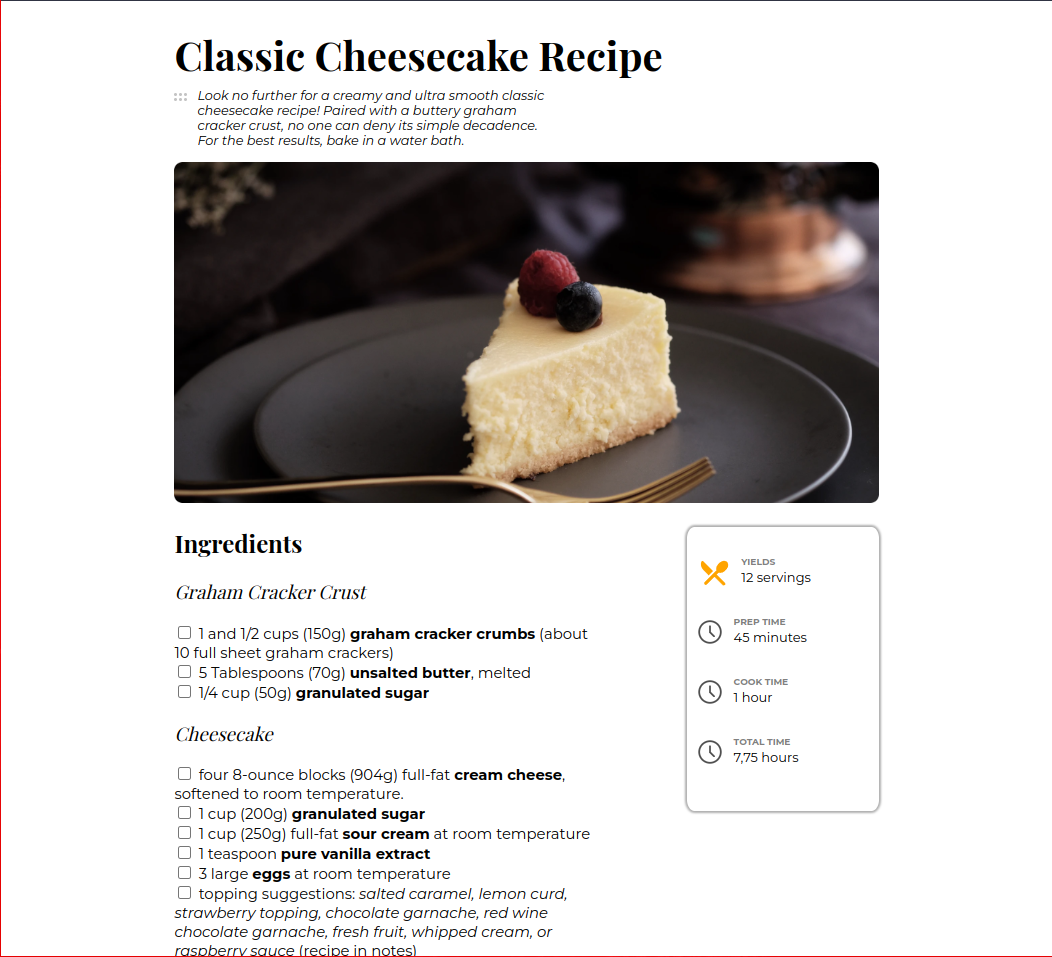 Classic Cheesecake Recipe
Look no further for a creamy and ultra smooth classic
cheesecake recipe! Paired with a buttery graham
cracker crust, no one can deny its simple decadence.
For the best results, bake in a water bath.
Ingredients
Graham Cracker Crust
1 and 1/2 cups (150g) graham cracker crumbs (about
10 full sheet graham crackers)
5 Tablespoons (70g) unsalted butter, melted
1/4 cup (50g) granulated sugar
Cheesecake
four 8-ounce blocks (904g) full-fat cream cheese,
softened to room temperature.
1 cup (200g) granulated sugar
1 cup (250g) full-fat sour cream at room temperature
1 teaspoon pure vanilla extract
3 large eggs at room temperature
topping suggestions: salted caramel, lemon curd,
strawberry topping, chocolate garnache, red wine
chocolate garnache, fresh fruit, whipped cream, or
raspberry sauce (recipe in notes)
YIELDS
12 servings
PREP TIME
45 minutes
COOK TIME
1 hour
TOTAL TIME
7,75 hours